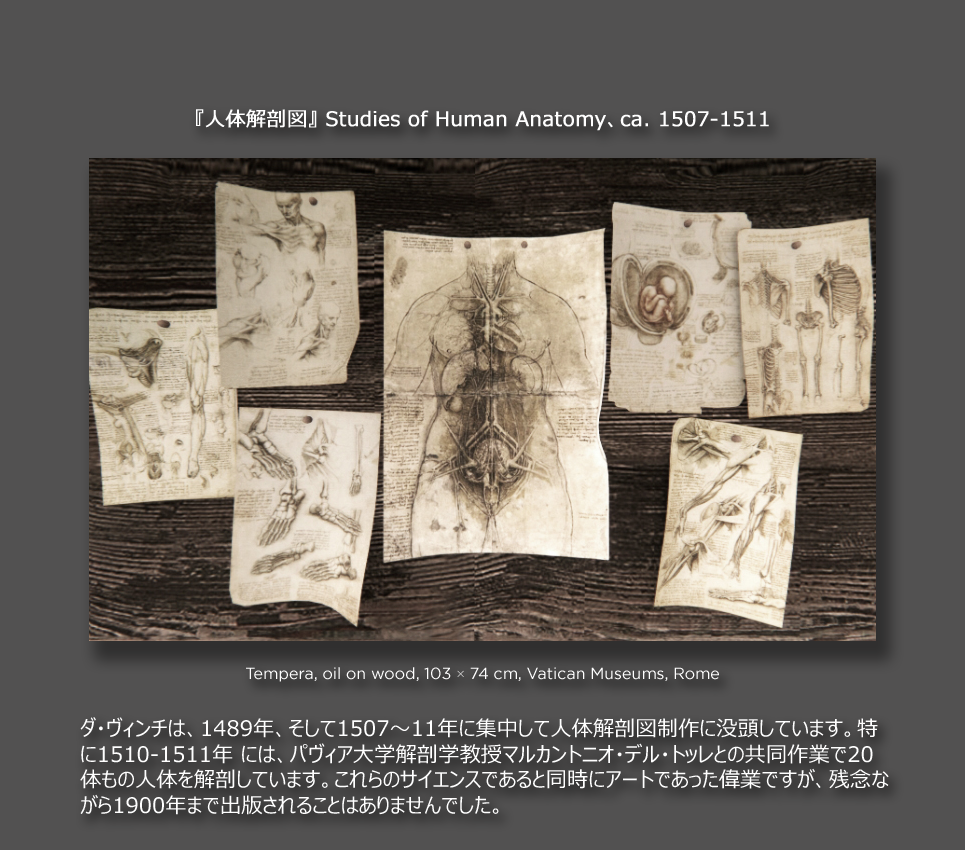 『人体解剖図』 Studies of Human Anatomy、ca. 1507-1511
Tempera, oil on wood, 103 × 74 cm, Vatican Museums, Rome
ダ・ヴィンチは、1489年、そして1507～11年に集中して人体解剖図制作に没頭しています。特
に1510-1511年 には、パヴィア大学解剖学教授マルカントニオ・デル・トッレとの共同作業で20
体もの人体を解剖しています。これらのサイエンスであると同時にアートであった偉業ですが、残念な
がら1900年まで出版されることはありませんでした。